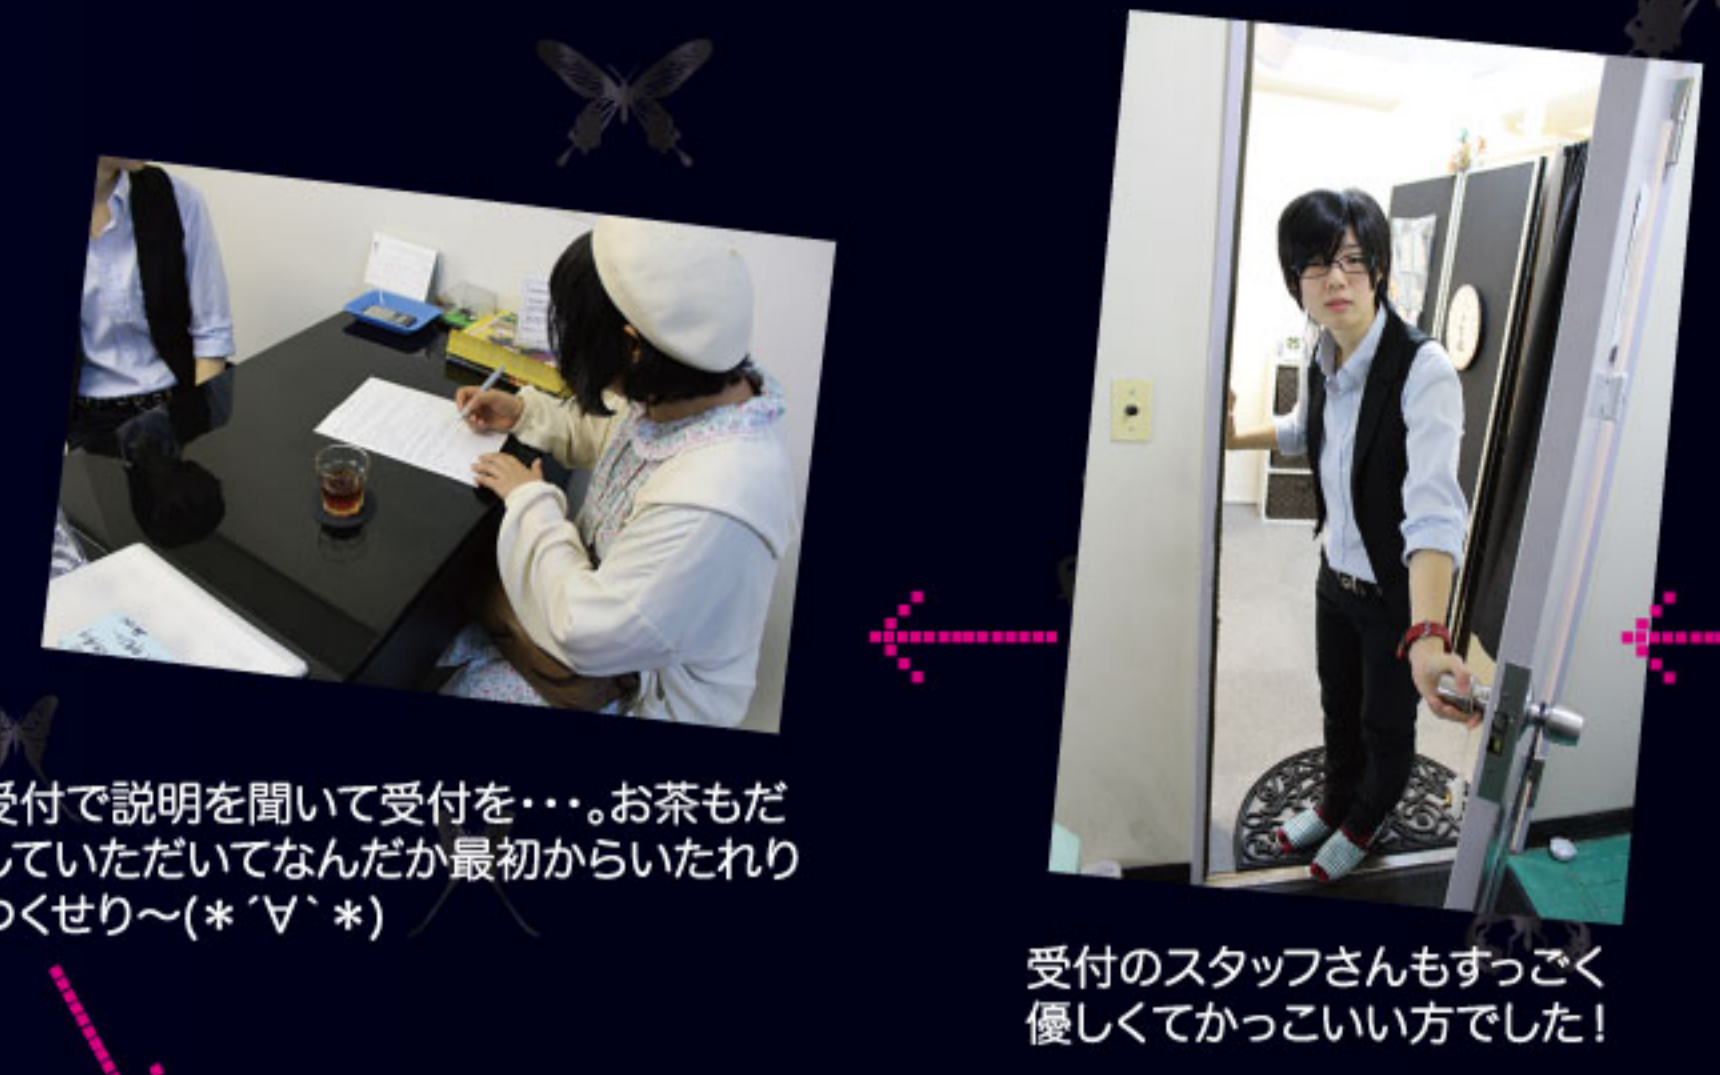 受付のスタッフさんもすっごく
優しくてかっこいい方でした！
受付で説明を聞いて受付を・・・。お茶もだ
していただいてなんだか最初からいたれり
つくせり〜(＊´∀｀＊)